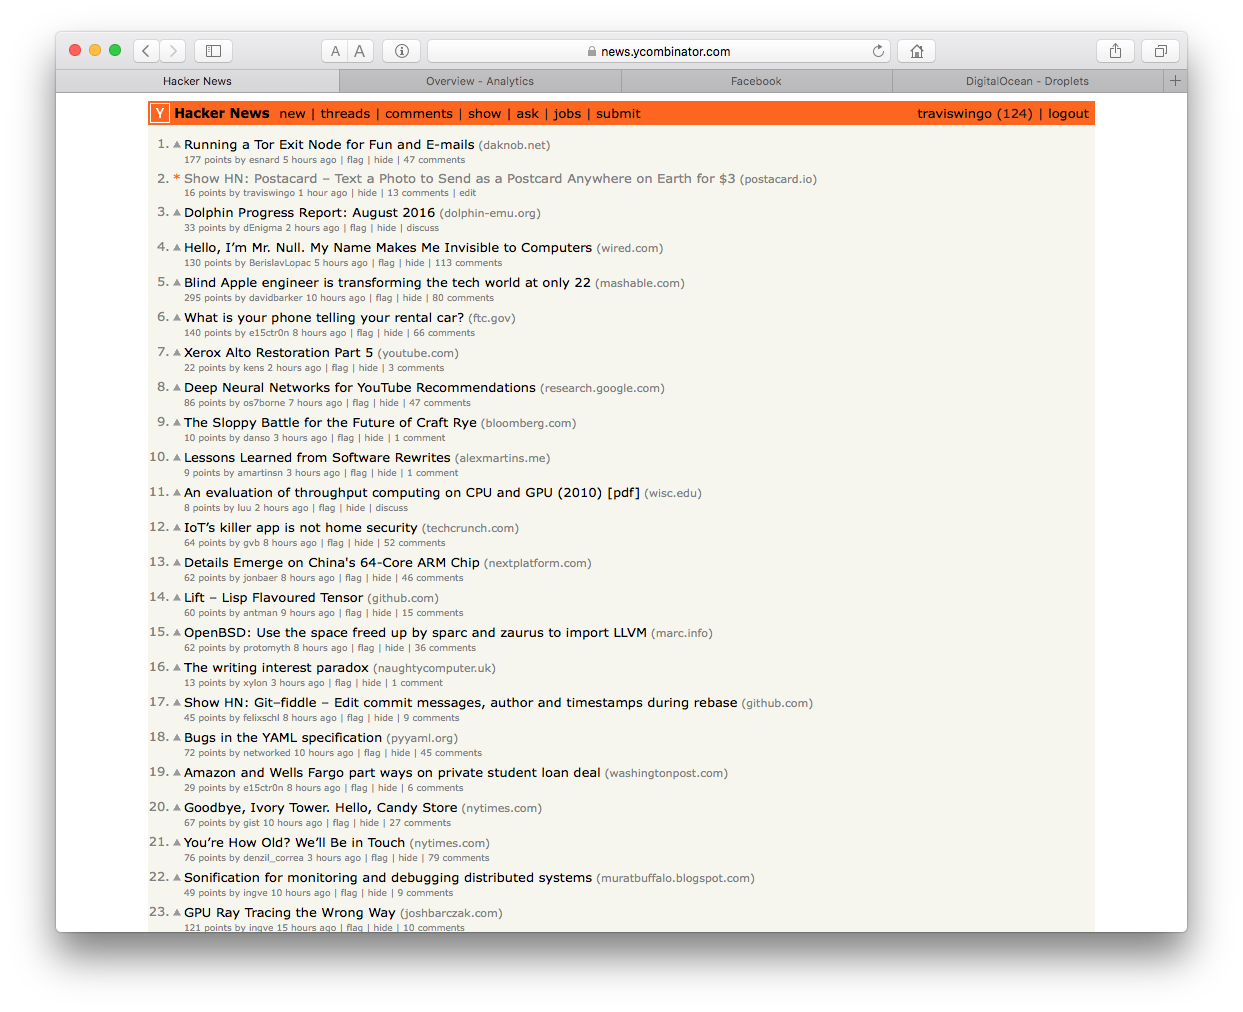 A A
news.ycombinator.com
Hacker News Overview - Analytics Facebook DigitalOcean - Droplets
Y Hacker News new | threads | comments | show | ask | jobs | submit traviswingo (124) | logout
1. Running a Tor Exit Node for Fun and E-mails (daknob.net)
177 points by esnard 5 hours ago | flag | hide | 47 comments
2. * Show HN: Postacard – Text a Photo to Send as a Postcard Anywhere on Earth for $3 (postacard.io)
16 points by traviswingo 1 hour ago | hide | 13 comments | edit
3. Dolphin Progress Report: August 2016 (dolphin-emu.org)
33 points by dEnigma 2 hours ago | flag | hide | discuss
4. Hello, I’m Mr. Null. My Name Makes Me Invisible to Computers (wired.com)
130 points by BerislavLopac 5 hours ago | flag | hide | 113 comments
5. Blind Apple engineer is transforming the tech world at only 22 (mashable.com)
295 points by davidbarker 10 hours ago | flag | hide | 80 comments
6. What is your phone telling your rental car? (ftc.gov)
140 points by e15ctr0n 8 hours ago | flag | hide | 66 comments
7. Xerox Alto Restoration Part 5 (youtube.com)
22 points by kens 2 hours ago | flag | hide | 3 comments
8. Deep Neural Networks for YouTube Recommendations (research.google.com)
86 points by os7borne 7 hours ago | flag | hide | 47 comments
9. The Sloppy Battle for the Future of Craft Rye (bloomberg.com)
10 points by danso 3 hours ago | flag | hide | 1 comment
10. Lessons Learned from Software Rewrites (alexmartins.me)
9 points by amartinsn 3 hours ago | flag | hide | 1 comment
11. An evaluation of throughput computing on CPU and GPU (2010) [pdf] (wisc.edu)
8 points by luu 2 hours ago | flag | hide | discuss
12. IoT’s killer app is not home security (techcrunch.com)
64 points by gvb 8 hours ago | flag | hide | 52 comments
13. Details Emerge on China's 64-Core ARM Chip (nextplatform.com)
62 points by jonbaer 8 hours ago | flag | hide | 46 comments
14. Lift – Lisp Flavoured Tensor (github.com)
60 points by antman 9 hours ago | flag | hide | 15 comments
15. OpenBSD: Use the space freed up by sparc and zaurus to import LLVM (marc.info)
62 points by protomyth 8 hours ago | flag | hide | 36 comments
16. The writing interest paradox (naughtycomputer.uk)
13 points by xylon 3 hours ago | flag | hide | 1 comment
17. Show HN: Git–fiddle – Edit commit messages, author and timestamps during rebase (github.com)
45 points by felixschl 8 hours ago | flag | hide | 9 comments
18. Bugs in the YAML specification (pyyaml.org)
72 points by networked 10 hours ago | flag | hide | 45 comments
19. Amazon and Wells Fargo part ways on private student loan deal (washingtonpost.com)
29 points by e15ctr0n 8 hours ago | flag | hide | 6 comments
20. Goodbye, Ivory Tower. Hello, Candy Store (nytimes.com)
67 points by gist 10 hours ago | flag | hide | 27 comments
21. You’re How Old? We’ll Be in Touch (nytimes.com)
76 points by denzil_correa 3 hours ago | flag | hide | 79 comments
22. Sonification for monitoring and debugging distributed systems (muratbuffalo.blogspot.com)
49 points by ingve 10 hours ago | flag | hide | 9 comments
23. GPU Ray Tracing the Wrong Way (joshbarczak.com)
121 points by ingve 15 hours ago | flag | hide | 10 comments